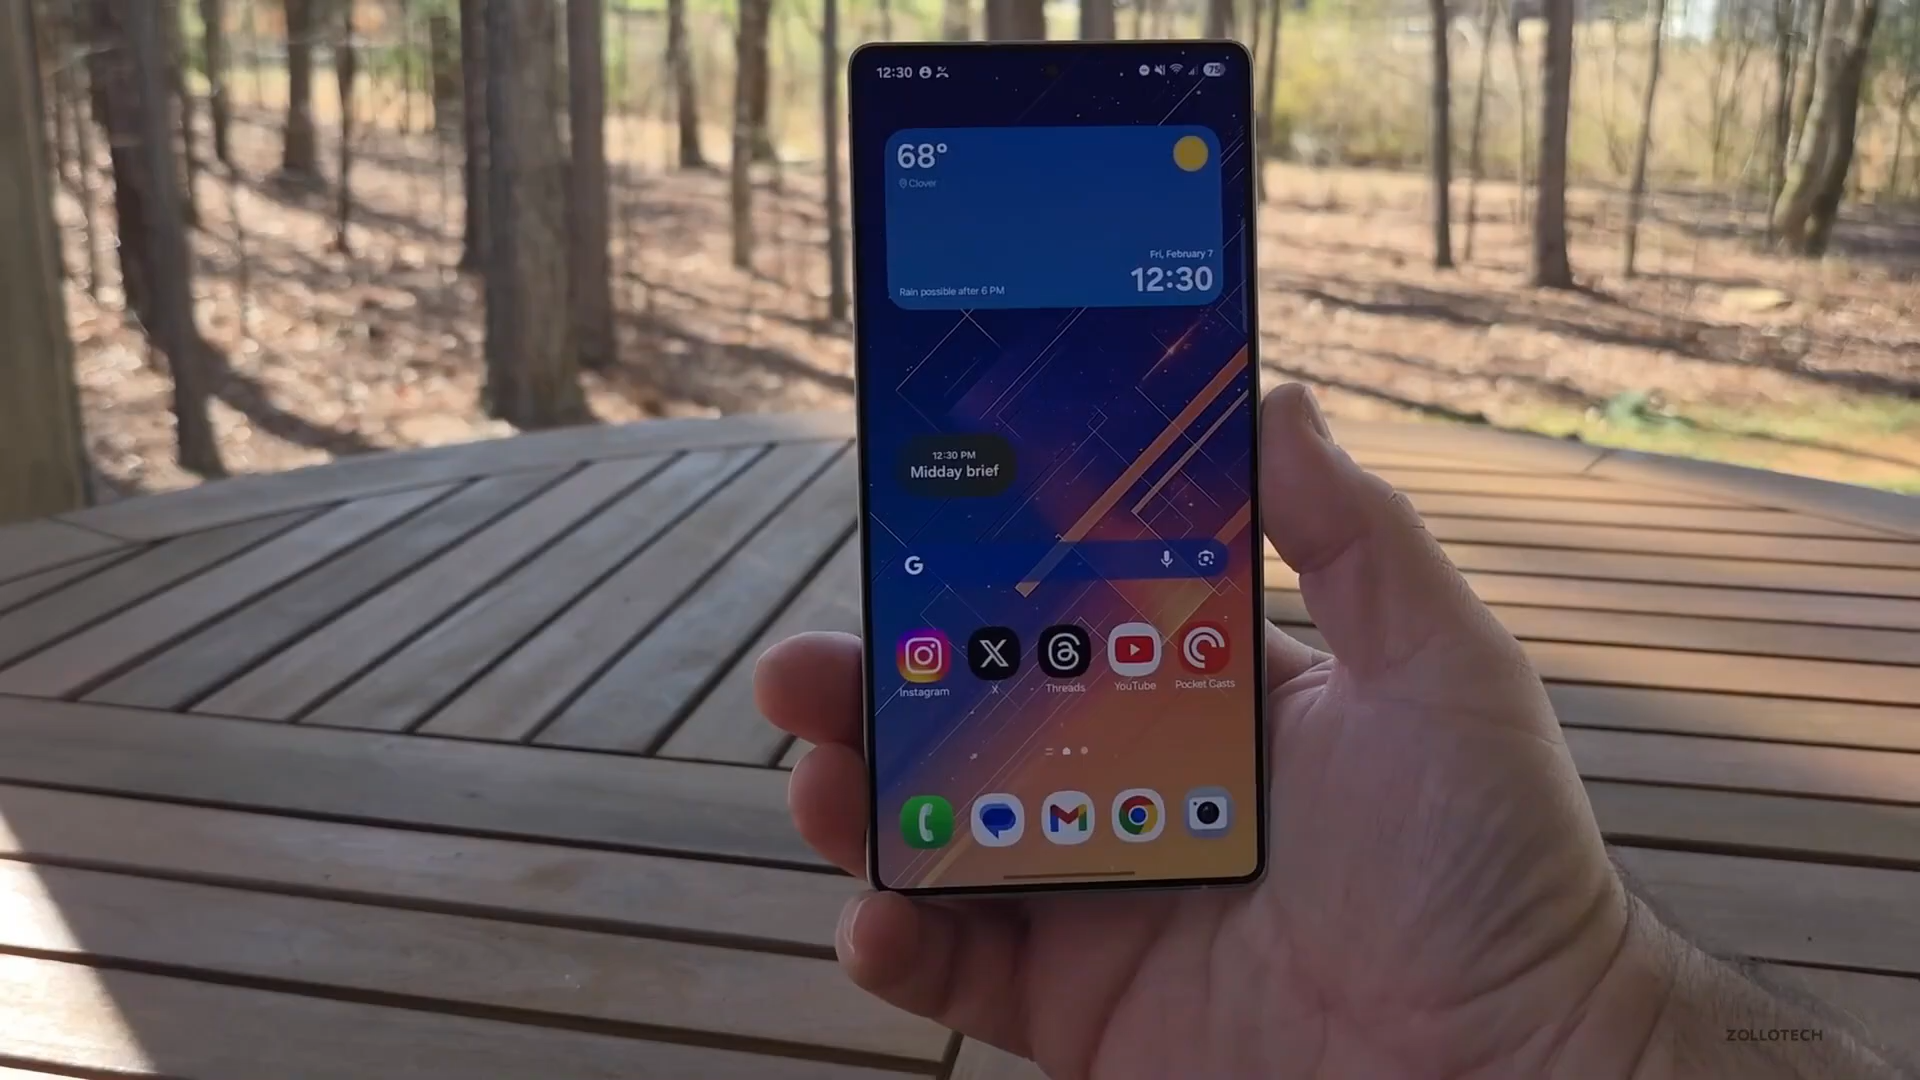 12:30
75
68°
Clover
Fri, February 7
12:30
Rain possible after 6 PM
12:30 PM
Midday brief
G
Instagram
X
Threads
YouTube
Pocket Casts
ZOLLOTECH